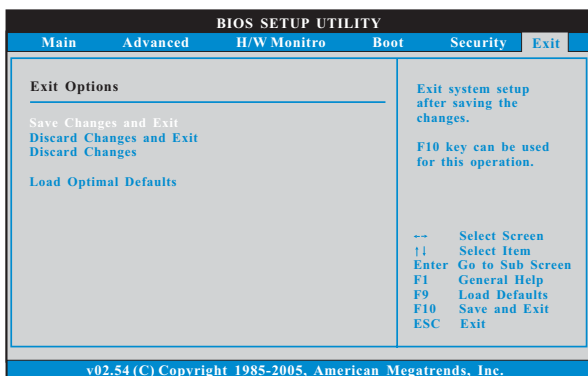 BIOS SETUP UTILITY
Main Advanced H/W Monitro Boot Security Exit
Exit Options
Save Changes and Exit
Discard Changes and Exit
Discard Changes
Load Optimal Defaults
Exit system setup
after saving the
changes.
F10 key can be used
for this operation.
←→ Select Screen
↑↓ Select Item
Enter Go to Sub Screen
F1 General Help
F9 Load Defaults
F10 Save and Exit
ESC Exit
v02.54 (C) Copyright 1985-2005, American Megatrends, Inc.